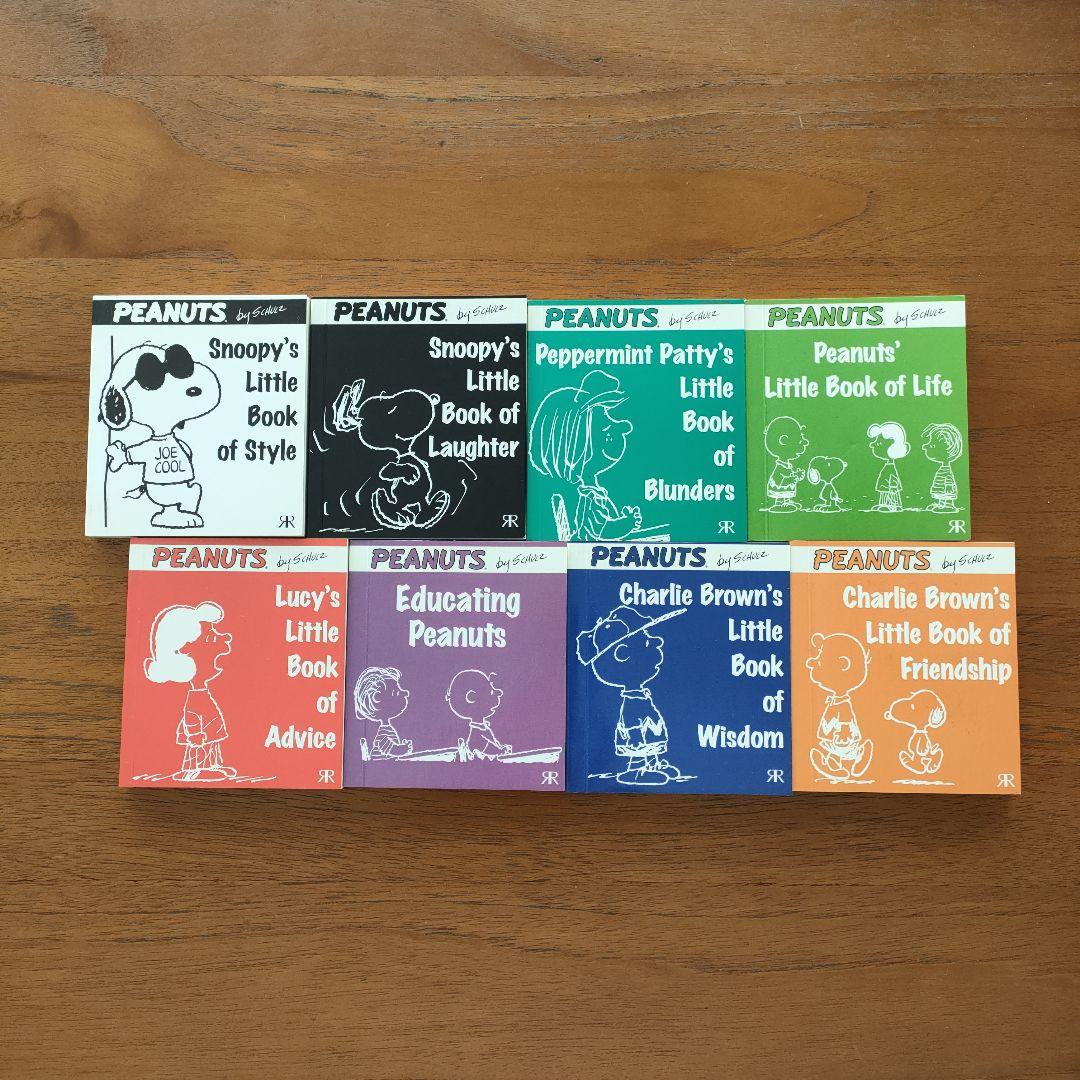 PEANUTS by SCHULZ
Snoopy's
Little
Book
of Style
JOE
COOL
PEANUTS by SCHULZ
Snoopy's
Little
Book of
Laughter
PEANUTS by SCHULZ
Peppermint Patty's
Little
Book
of
Blunders
PEANUTS by SCHULZ
Peanuts'
Little Book of Life
PEANUTS by SCHULZ
Lucy's
Little
Book
of
Advice
PEANUTS by SCHULZ
Educating
Peanuts
PEANUTS by SCHULZ
Charlie Brown's
Little
Book
of
Wisdom
PEANUTS by SCHULZ
Charlie Brown's
Little Book of
Friendship